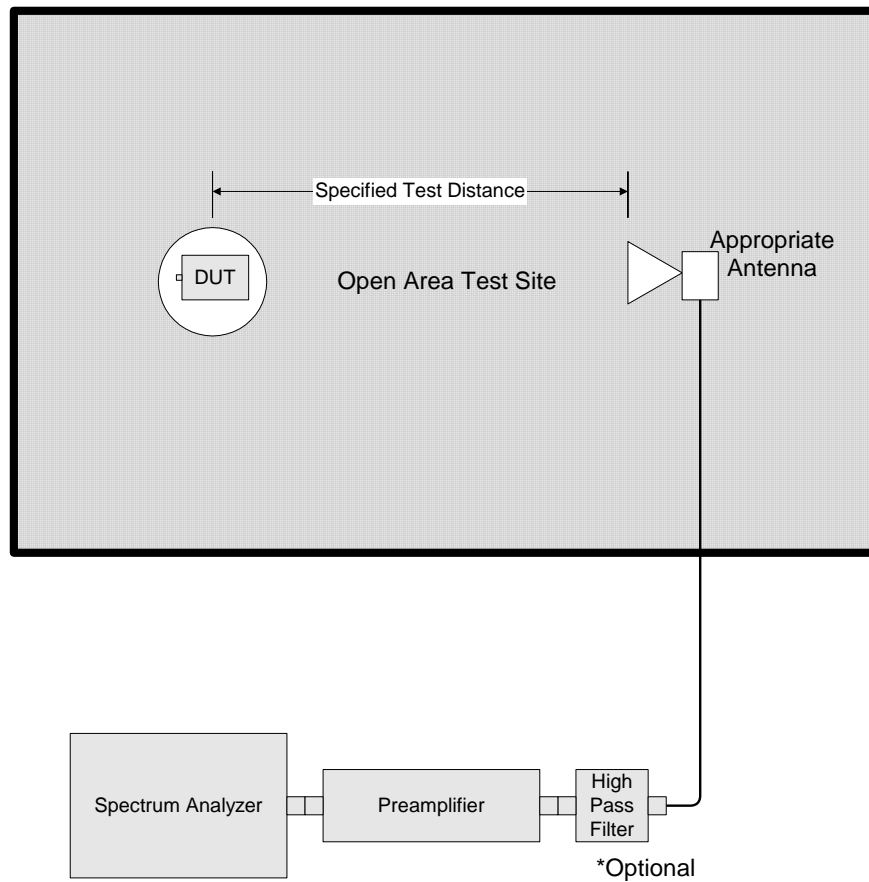 Specified Test Distance
DUT
Open Area Test Site
Appropriate
Antenna
Spectrum Analyzer
Preamplifier
High
Pass
Filter
*Optional